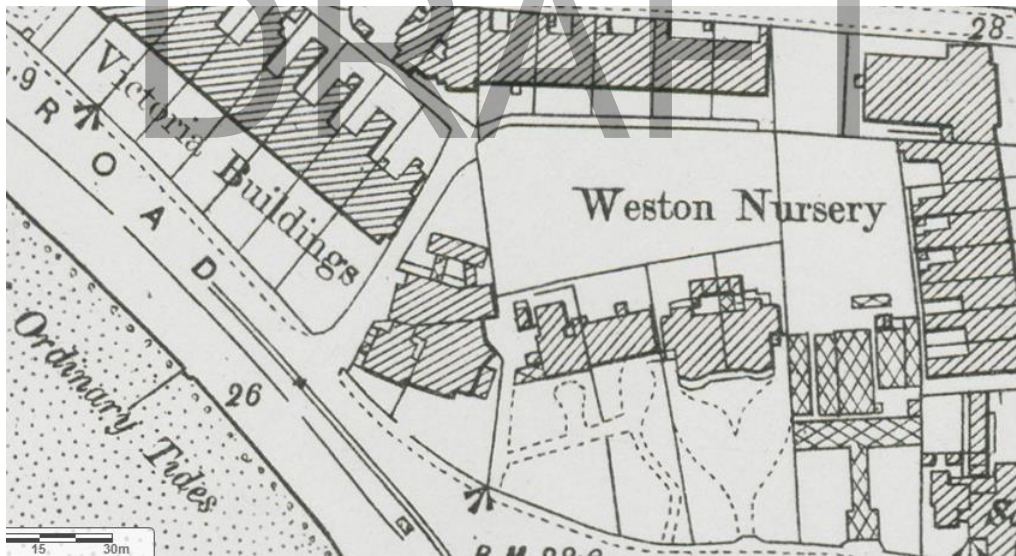 DRAFT
28
.9
ROAD
Victoria Buildings
Weston Nursery
Ordinary Tides
26
15 30m